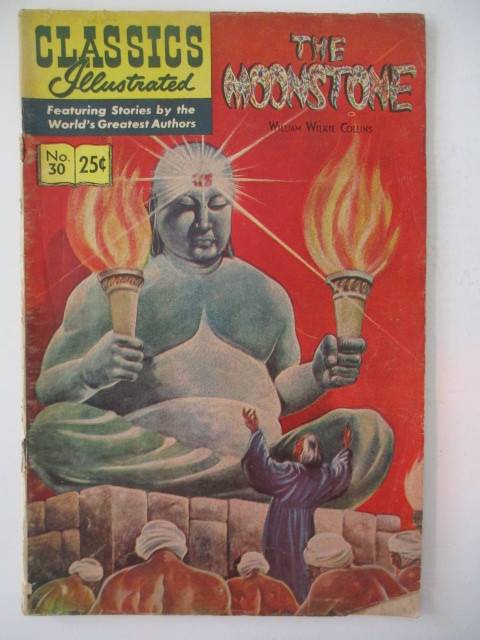 CLASSICS
Illustrated
Featuring Stories by the
World's Greatest Authors
No.
30
25¢
THE
MOONSTONE
William Wilkie Collins